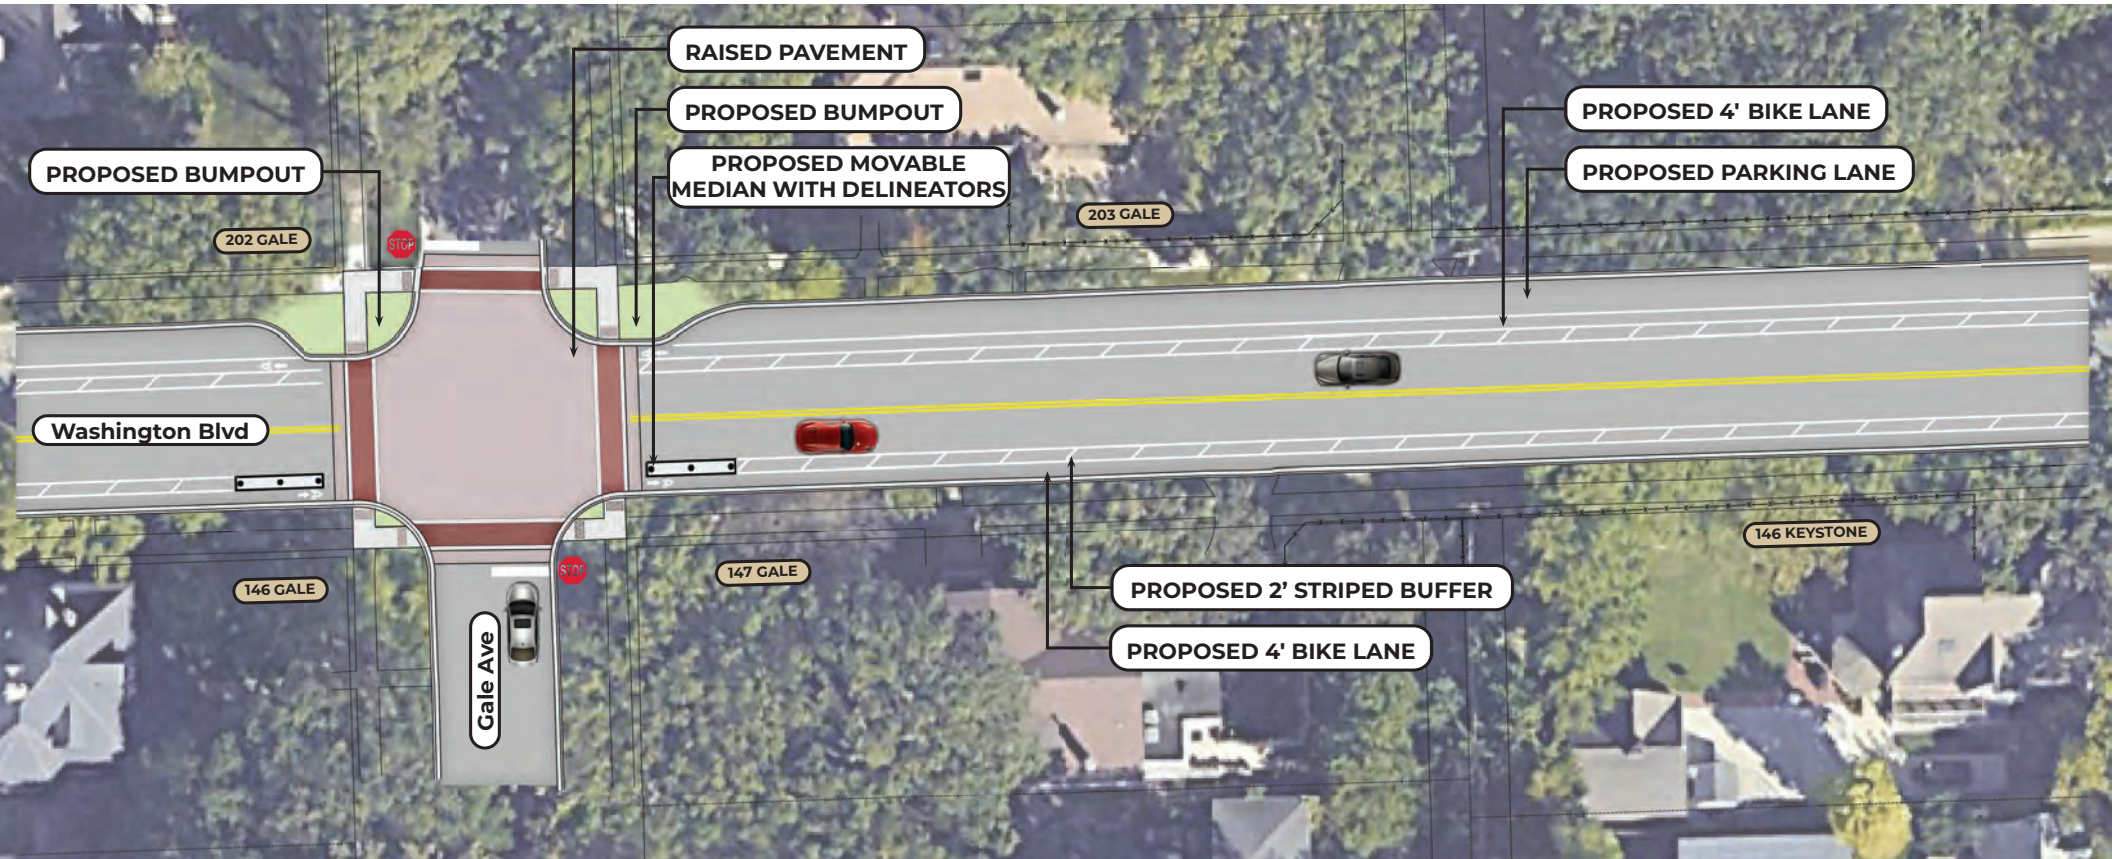 RAISED PAVEMENT
PROPOSED BUMPOUT
PROPOSED MOVABLE
MEDIAN WITH DELINEATORS
PROPOSED 4' BIKE LANE
PROPOSED PARKING LANE
PROPOSED BUMPOUT
203 GALE
202 GALE
STOP
Washington Blvd
146 KEYSTONE
147 GALE
STOP
146 GALE
PROPOSED 2’ STRIPED BUFFER
Gale Ave
PROPOSED 4' BIKE LANE